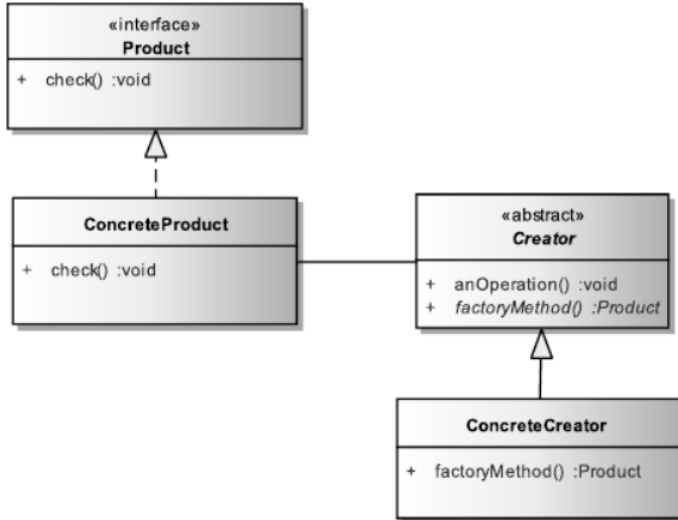 «interface»
Product
+ check() :void
ConcreteProduct
+ check() :void
«abstract»
Creator
+ anOperation() :void
+ factoryMethod() :Product
ConcreteCreator
+ factoryMethod() :Product